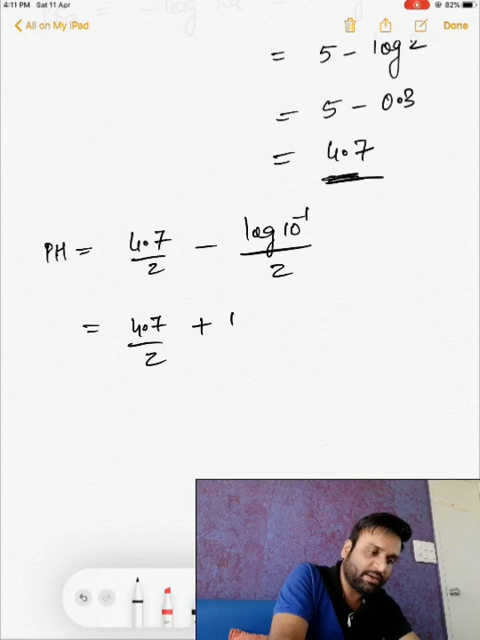 4:11 PM Sat 11 Apr 82%
All on My iPad Done
= 5 - log 2
= 5 - 0.3
= 4.7
PH = 4.7/2 - log 10⁻¹/2
= 4.7/2 + 1